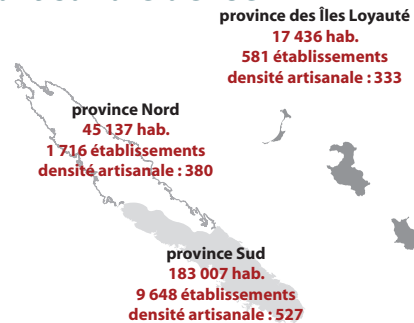 province des Îles Loyauté
17 436 hab.
581 établissements
densité artisanale : 333
province Nord
45 137 hab.
1 716 établissements
densité artisanale : 380
province Sud
183 007 hab.
9 648 établissements
densité artisanale : 527